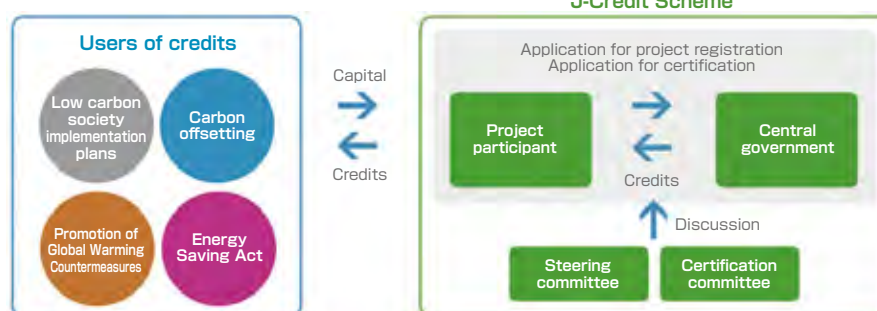 J-Credit Scheme
Users of credits
Low carbon
society
implementation
plans
Carbon
offsetting
Promotion of
Global Warming
Countermeasures
Energy
Saving Act
Capital
Credits
Application for project registration
Application for certification
Project
participant
Central
government
Credits
Discussion
Steering
committee
Certification
committee